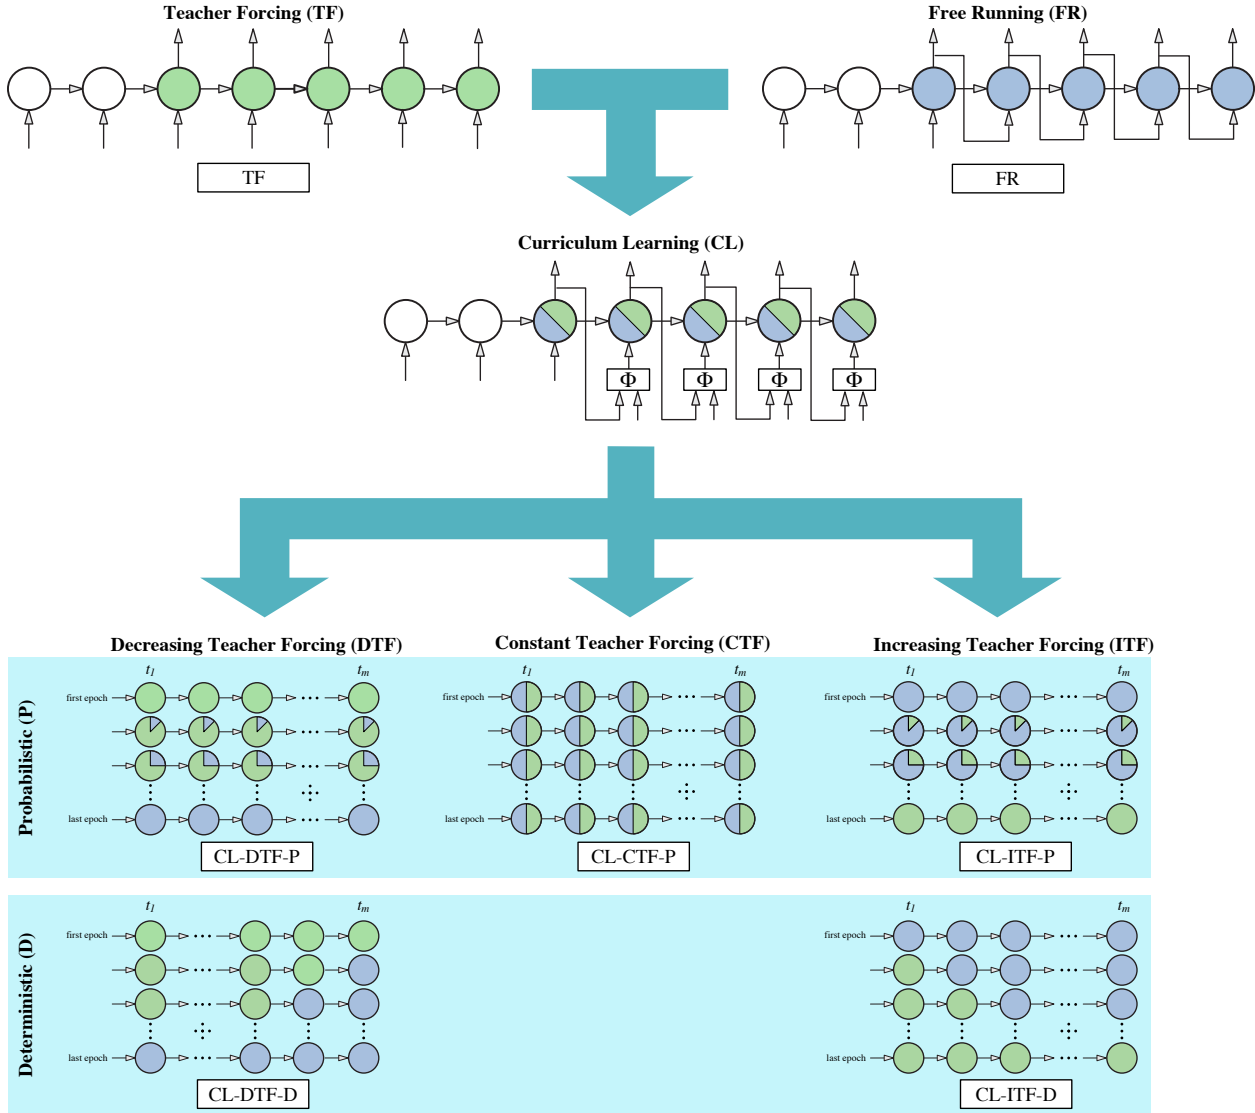 Teacher Forcing (TF)
Free Running (FR)
TF
FR
Curriculum Learning (CL)
Φ Φ Φ Φ
Decreasing Teacher Forcing (DTF)
Constant Teacher Forcing (CTF)
Increasing Teacher Forcing (ITF)
Probabilistic (P)
t1 tm
first epoch
last epoch
CL-DTF-P
t1 tm
first epoch
last epoch
CL-CTF-P
t1 tm
first epoch
last epoch
CL-ITF-P
Deterministic (D)
t1 tm
first epoch
last epoch
CL-DTF-D
t1 tm
first epoch
last epoch
CL-ITF-D